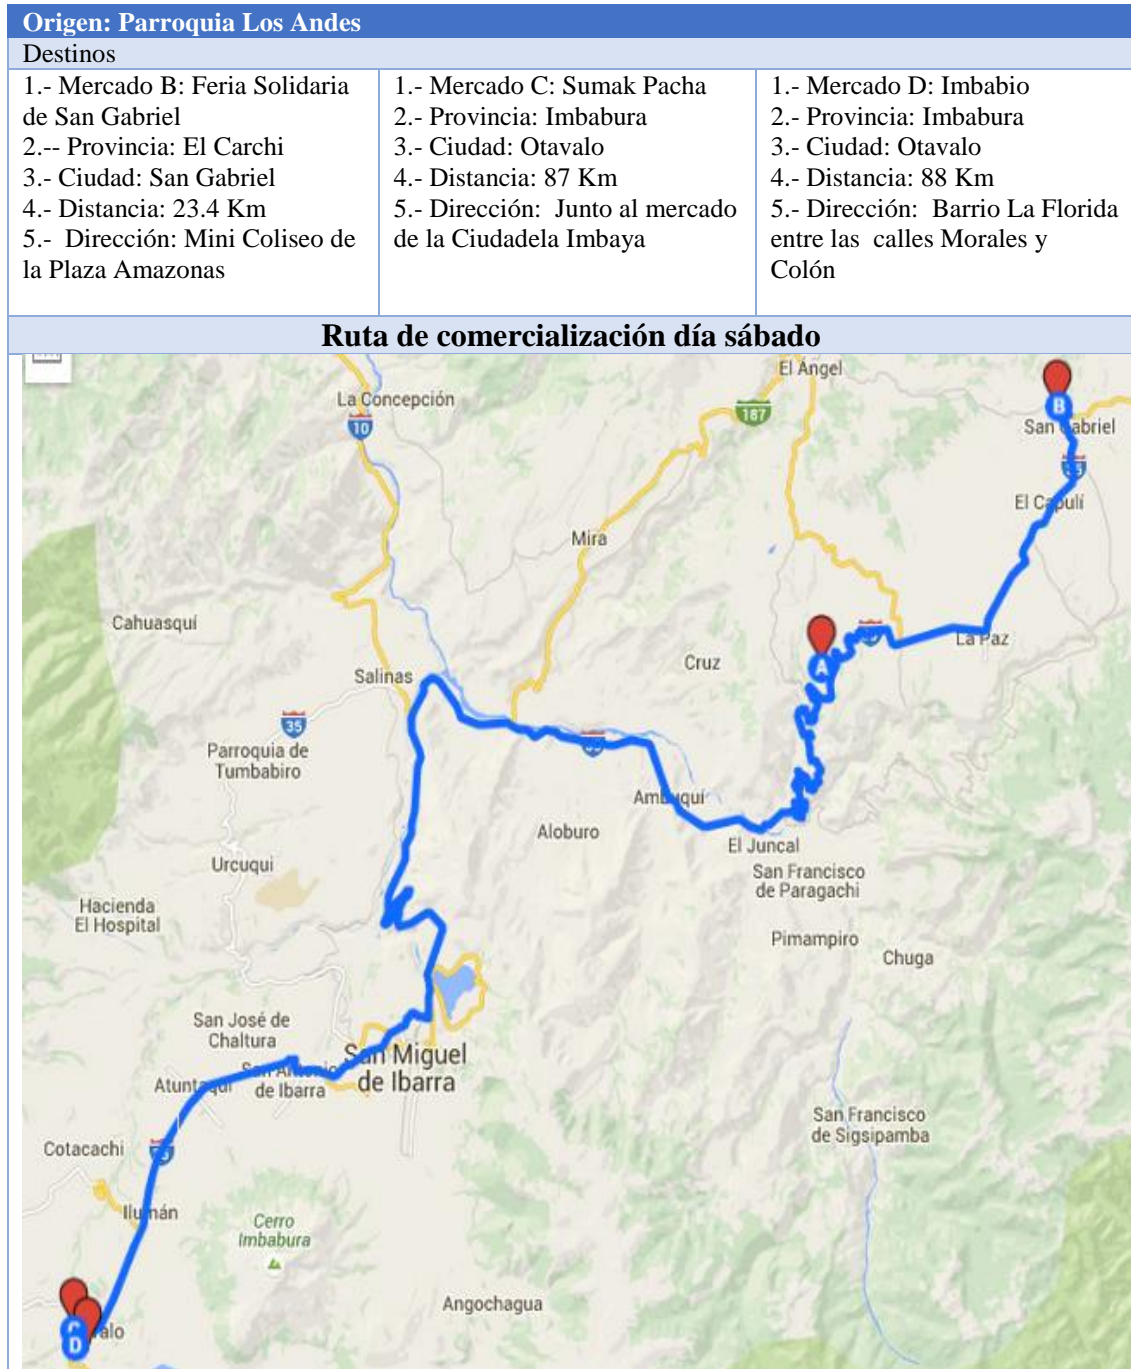 Origen: Parroquia Los Andes
Destinos
1.- Mercado B: Feria Solidaria
de San Gabriel
2.-- Provincia: El Carchi
3.- Ciudad: San Gabriel
4.- Distancia: 23.4 Km
5.- Dirección: Mini Coliseo de
la Plaza Amazonas
1.- Mercado C: Sumak Pacha
2.- Provincia: Imbabura
3.- Ciudad: Otavalo
4.- Distancia: 87 Km
5.- Dirección: Junto al mercado
de la Ciudadela Imbaya
1.- Mercado D: Imbabio
2.- Provincia: Imbabura
3.- Ciudad: Otavalo
4.- Distancia: 88 Km
5.- Dirección: Barrio La Florida
entre las calles Morales y
Colón
Ruta de comercialización día sábado
El Ángel
La Concepción
187
B
10
San Gabriel
El Capulí
Mira
Cahuasquí
La Paz
Cruz
A
Salinas
35
Parroquia de
Tumbabiro
Ambuquí
Aloburo
El Juncal
Urcuqui
San Francisco
de Paragachi
Hacienda
El Hospital
Pimampiro
Chuga
San José de
Chaltura
San Miguel
de Ibarra
San Antonio
de Ibarra
Atuntaqui
San Francisco
de Sigsipamba
Cotacachi
Ilumán
Cerro
Imbabura
Angochagua
D